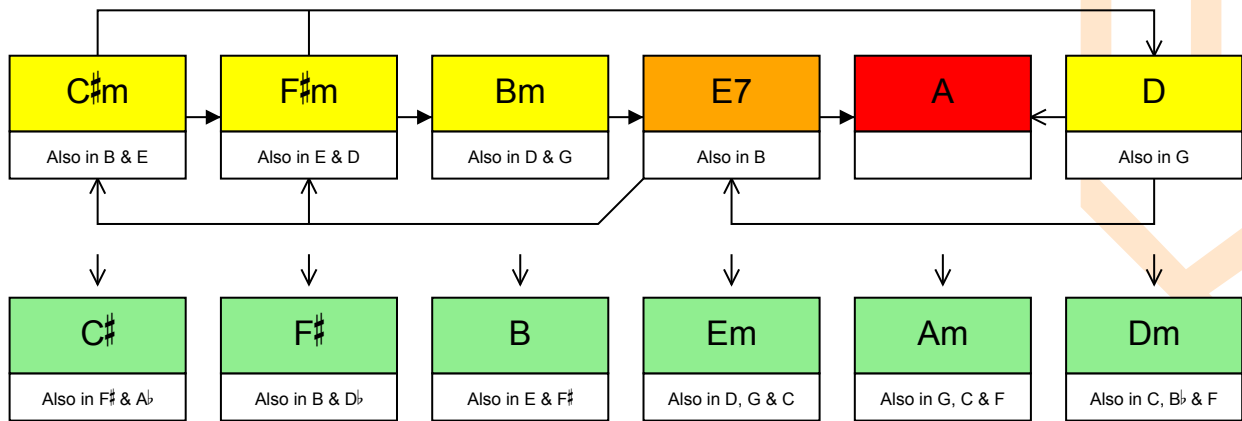 C♯m F♯m Bm E7 A D
Also in B & E Also in E & D Also in D & G Also in B Also in G
C♯ F♯ B Em Am Dm
Also in F♯ & A♭ Also in B & D♭ Also in E & F♯ Also in D, G & C Also in G, C & F Also in C, B♭ & F